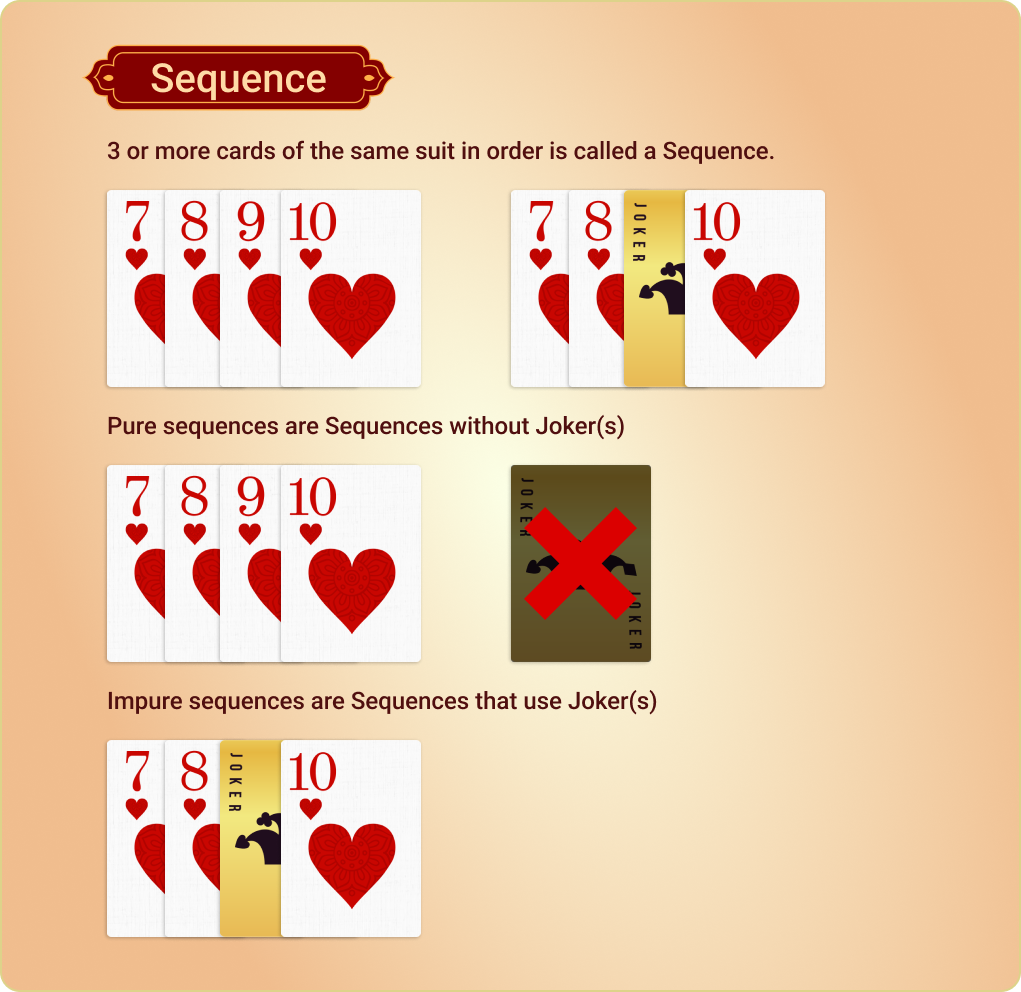 Sequence
3 or more cards of the same suit in order is called a Sequence.
7 8 9 10
7 8 JOKER 10
Pure sequences are Sequences without Joker(s)
7 8 9 10
JOKER
JOKER
Impure sequences are Sequences that use Joker(s)
7 8 JOKER 10